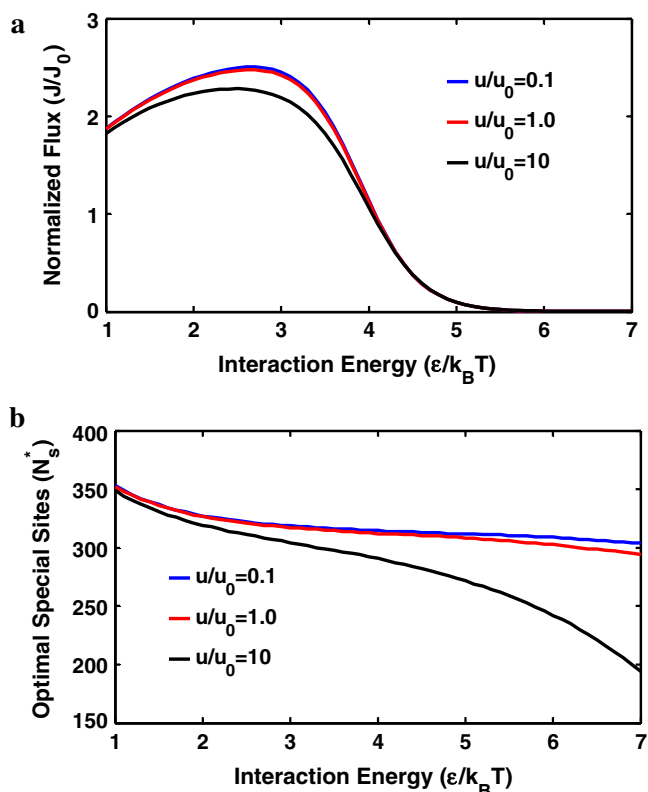 a
3
2
1
0
Normalized Flux (J/J0)
u/u0=0.1
u/u0=1.0
u/u0=10
1 2 3 4 5 6 7
Interaction Energy (ε/kBT)
b
400
350
300
250
200
150
Optimal Special Sites (Ns*)
u/u0=0.1
u/u0=1.0
u/u0=10
1 2 3 4 5 6 7
Interaction Energy (ε/kBT)